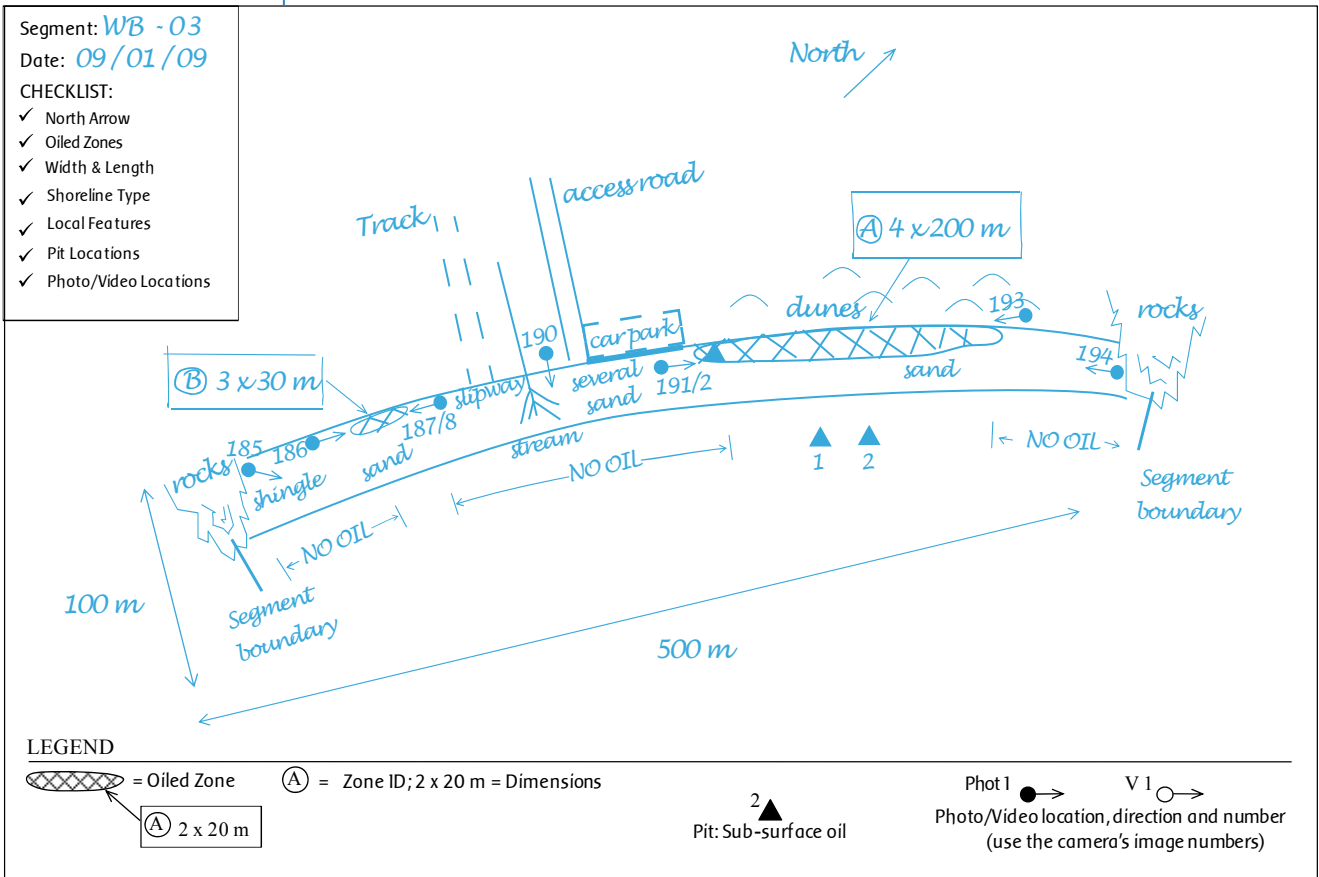 Segment: WB - 03
Date: 09/01/09
CHECKLIST:
✓ North Arrow
✓ Oiled Zones
✓ Width & Length
✓ Shoreline Type
✓ Local Features
✓ Pit Locations
✓ Photo/Video Locations
North
access road
Track
A 4 x 200 m
dunes
193
rocks
190
car park
194
B 3 x 30 m
several
sand
191/2
sand
slipway
187/8
185
186
rocks
shingle
sand
stream
NO OIL
1
2
NO OIL
Segment
boundary
NO OIL
100 m
Segment
boundary
500 m
LEGEND
= Oiled Zone
A = Zone ID; 2 x 20 m = Dimensions
A 2 x 20 m
2
Pit: Sub-surface oil
Phot 1
V 1
Photo/Video location, direction and number
(use the camera's image numbers)